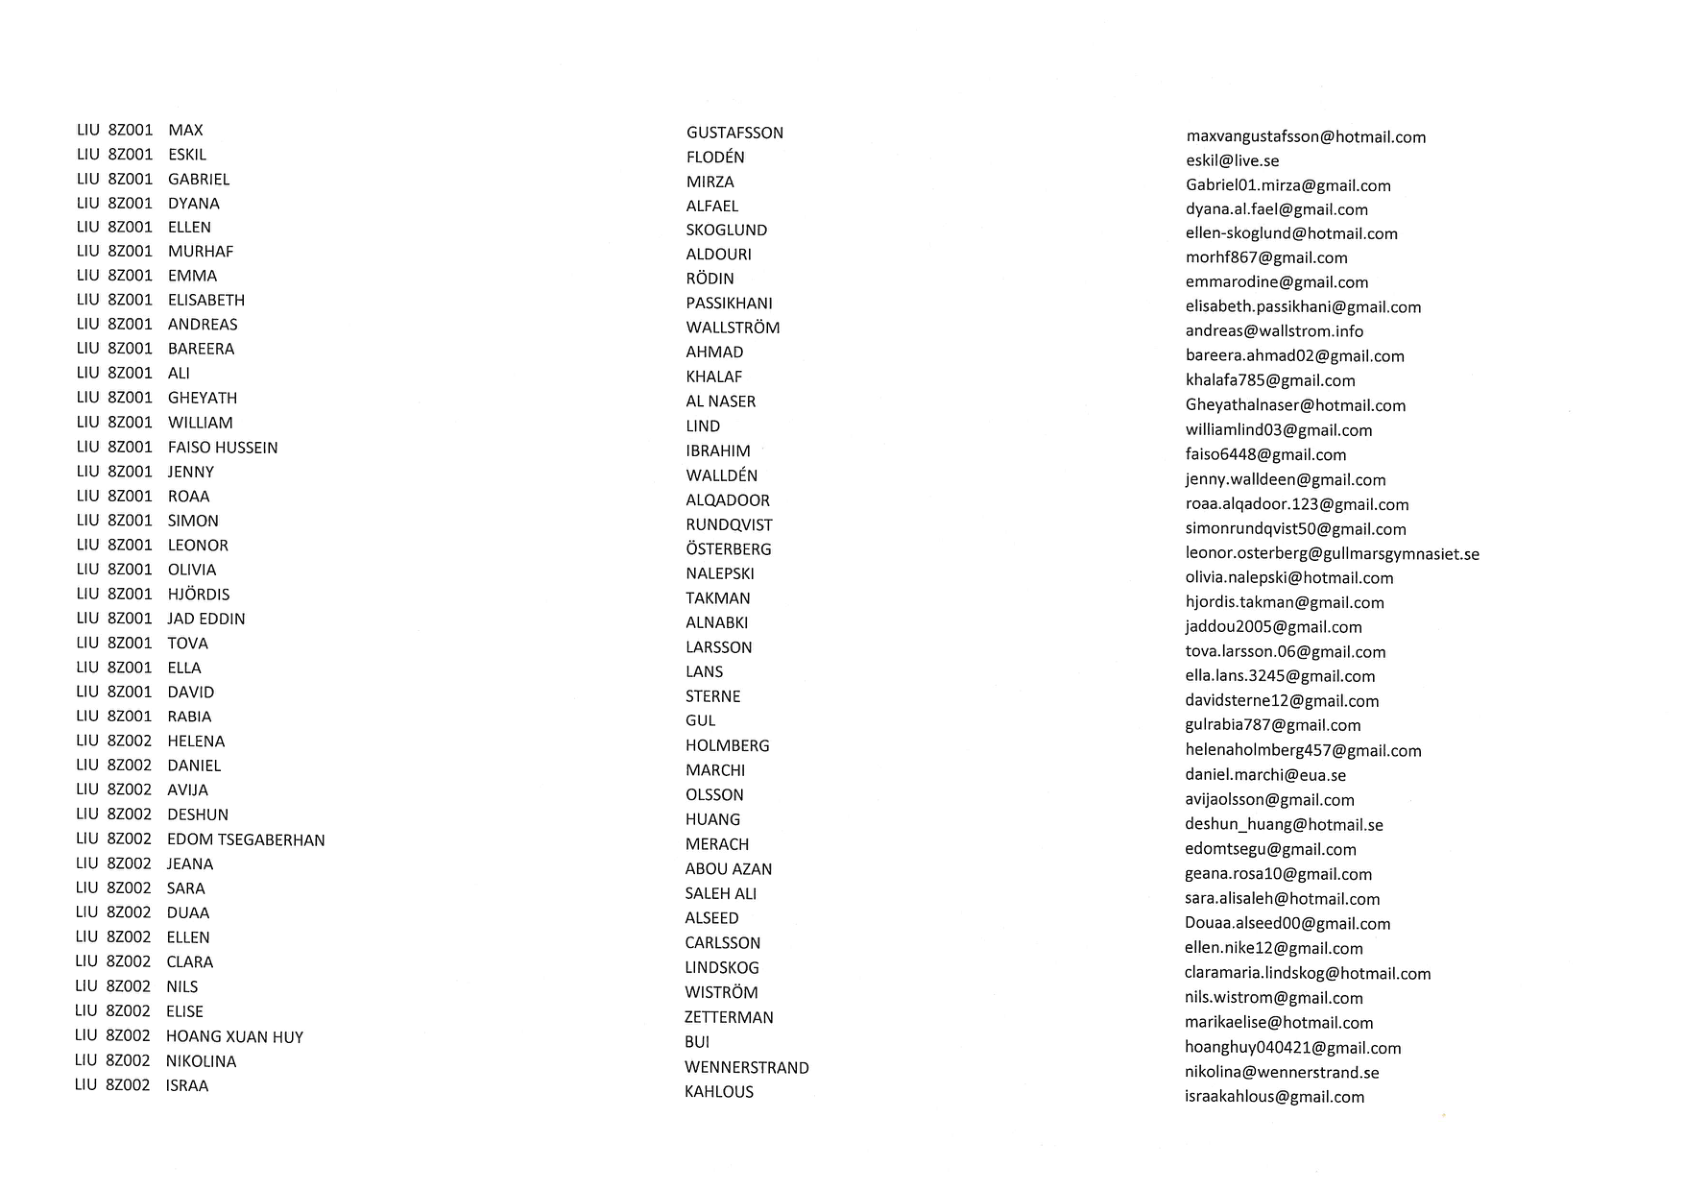 LIU 8Z001 MAX GUSTAFSSON maxvangustafsson@hotmail.com
LIU 8Z001 ESKIL FLODÉN eskil@live.se
LIU 8Z001 GABRIEL MIRZA Gabriel01.mirza@gmail.com
LIU 8Z001 DYANA ALFAEL dyana.al.fael@gmail.com
LIU 8Z001 ELLEN SKOGLUND ellen-skoglund@hotmail.com
LIU 8Z001 MURHAF ALDOURI morhf867@gmail.com
LIU 8Z001 EMMA RÖDIN emmarodine@gmail.com
LIU 8Z001 ELISABETH PASSIKHANI elisabeth.passikhani@gmail.com
LIU 8Z001 ANDREAS WALLSTRÖM andreas@wallstrom.info
LIU 8Z001 BAREERA AHMAD bareera.ahmad02@gmail.com
LIU 8Z001 ALI KHALAF khalafa785@gmail.com
LIU 8Z001 GHEYATH AL NASER Gheyathalnaser@hotmail.com
LIU 8Z001 WILLIAM LIND williamlind03@gmail.com
LIU 8Z001 FAISO HUSSEIN IBRAHIM faiso6448@gmail.com
LIU 8Z001 JENNY WALLDÉN jenny.walldeen@gmail.com
LIU 8Z001 ROAA ALQADOOR roaa.alqadoor.123@gmail.com
LIU 8Z001 SIMON RUNDQVIST simonrundqvist50@gmail.com
LIU 8Z001 LEONOR ÖSTERBERG leonor.osterberg@gullmarsgymnasiet.se
LIU 8Z001 OLIVIA NALEPSKI olivia.nalepski@hotmail.com
LIU 8Z001 HJÖRDIS TAKMAN hjordis.takman@gmail.com
LIU 8Z001 JAD EDDIN ALNABKI jaddou2005@gmail.com
LIU 8Z001 TOVA LARSSON tova.larsson.06@gmail.com
LIU 8Z001 ELLA LANS ella.lans.3245@gmail.com
LIU 8Z001 DAVID STERNE davidsterne12@gmail.com
LIU 8Z001 RABIA GUL gulrabia787@gmail.com
LIU 8Z002 HELENA HOLMBERG helenaholmberg457@gmail.com
LIU 8Z002 DANIEL MARCHI daniel.marchi@eua.se
LIU 8Z002 AVIJA OLSSON avijaolsson@gmail.com
LIU 8Z002 DESHUN HUANG deshun_huang@hotmail.se
LIU 8Z002 EDOM TSEGABERHAN MERACH edomtsegu@gmail.com
LIU 8Z002 JEANA ABOU AZAN geana.rosa10@gmail.com
LIU 8Z002 SARA SALEH ALI sara.alisaleh@hotmail.com
LIU 8Z002 DUAA ALSEED Douaa.alseed00@gmail.com
LIU 8Z002 ELLEN CARLSSON ellen.nike12@gmail.com
LIU 8Z002 CLARA LINDSKOG claramaria.lindskog@hotmail.com
LIU 8Z002 NILS WISTRÖM nils.wistrom@gmail.com
LIU 8Z002 ELISE ZETTERMAN marikaelise@hotmail.com
LIU 8Z002 HOANG XUAN HUY BUI hoanghuy040421@gmail.com
LIU 8Z002 NIKOLINA WENNERSTRAND nikolina@wennerstrand.se
LIU 8Z002 ISRAA KAHLOUS israakahlous@gmail.com